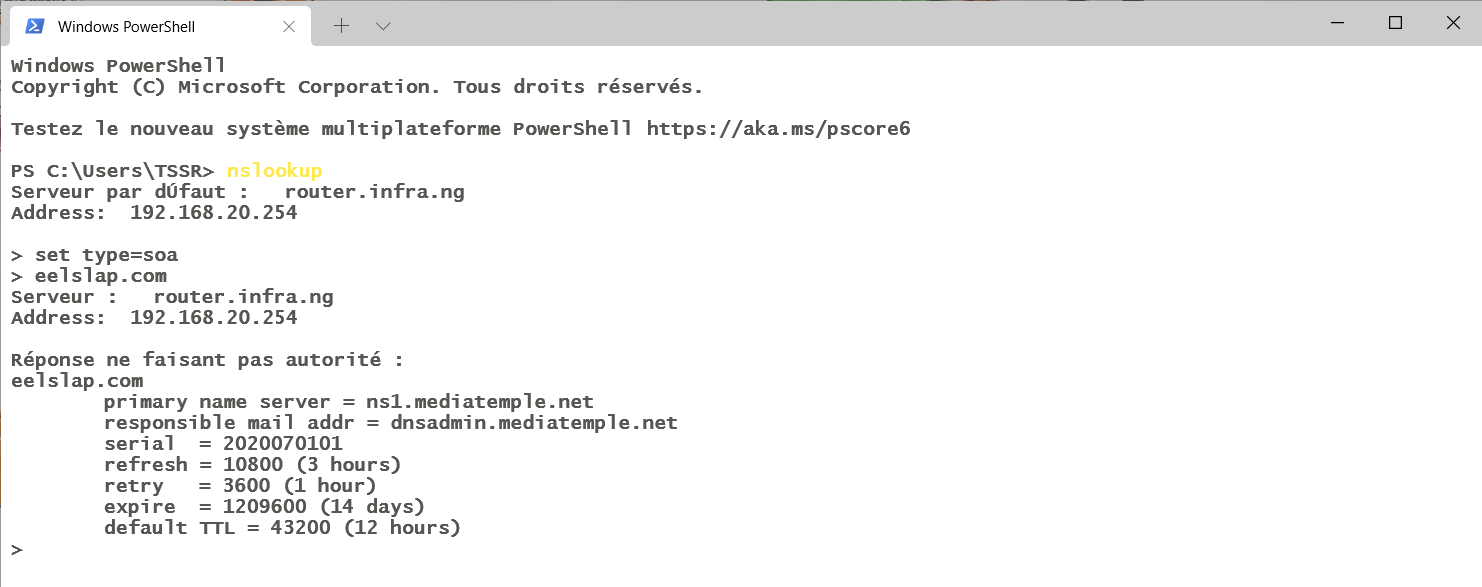 Windows PowerShell
Windows PowerShell
Copyright (C) Microsoft Corporation. Tous droits réservés.
Testez le nouveau système multiplateforme PowerShell https://aka.ms/pscore6
PS C:\Users\TSSR> nslookup
Serveur par dÚfaut :   router.infra.ng
Address:  192.168.20.254
> set type=soa
> eelslap.com
Serveur :   router.infra.ng
Address:  192.168.20.254
Réponse ne faisant pas autorité :
eelslap.com
        primary name server = ns1.mediatemple.net
        responsible mail addr = dnsadmin.mediatemple.net
        serial  = 2020070101
        refresh = 10800 (3 hours)
        retry   = 3600 (1 hour)
        expire  = 1209600 (14 days)
        default TTL = 43200 (12 hours)
>